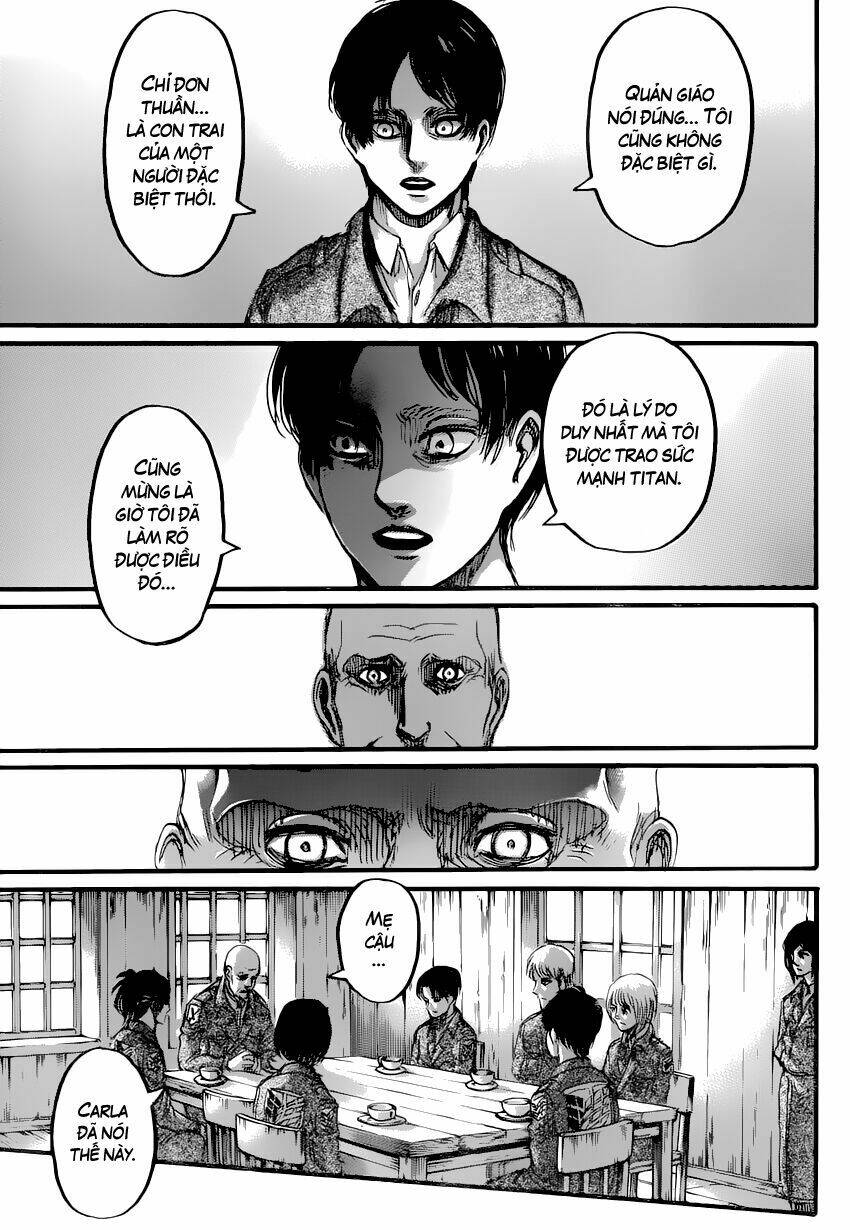 QUẢN GIÁO
NÓI ĐÚNG... TÔI
CŨNG KHÔNG
ĐẶC BIỆT GÌ.
CHỈ ĐƠN
THUẦN...
LÀ CON TRAI
CỦA MỘT
NGƯỜI ĐẶC
BIỆT THÔI.
ĐÓ LÀ LÝ DO
DUY NHẤT MÀ TÔI
ĐƯỢC TRAO SỨC
MẠNH TITAN.
CŨNG
MỪNG LÀ
GIỜ TÔI ĐÃ
LÀM RÕ
ĐƯỢC ĐIỀU
ĐÓ...
MẸ
CẬU
...
CARLA
ĐÃ NÓI
THẾ NÀY.